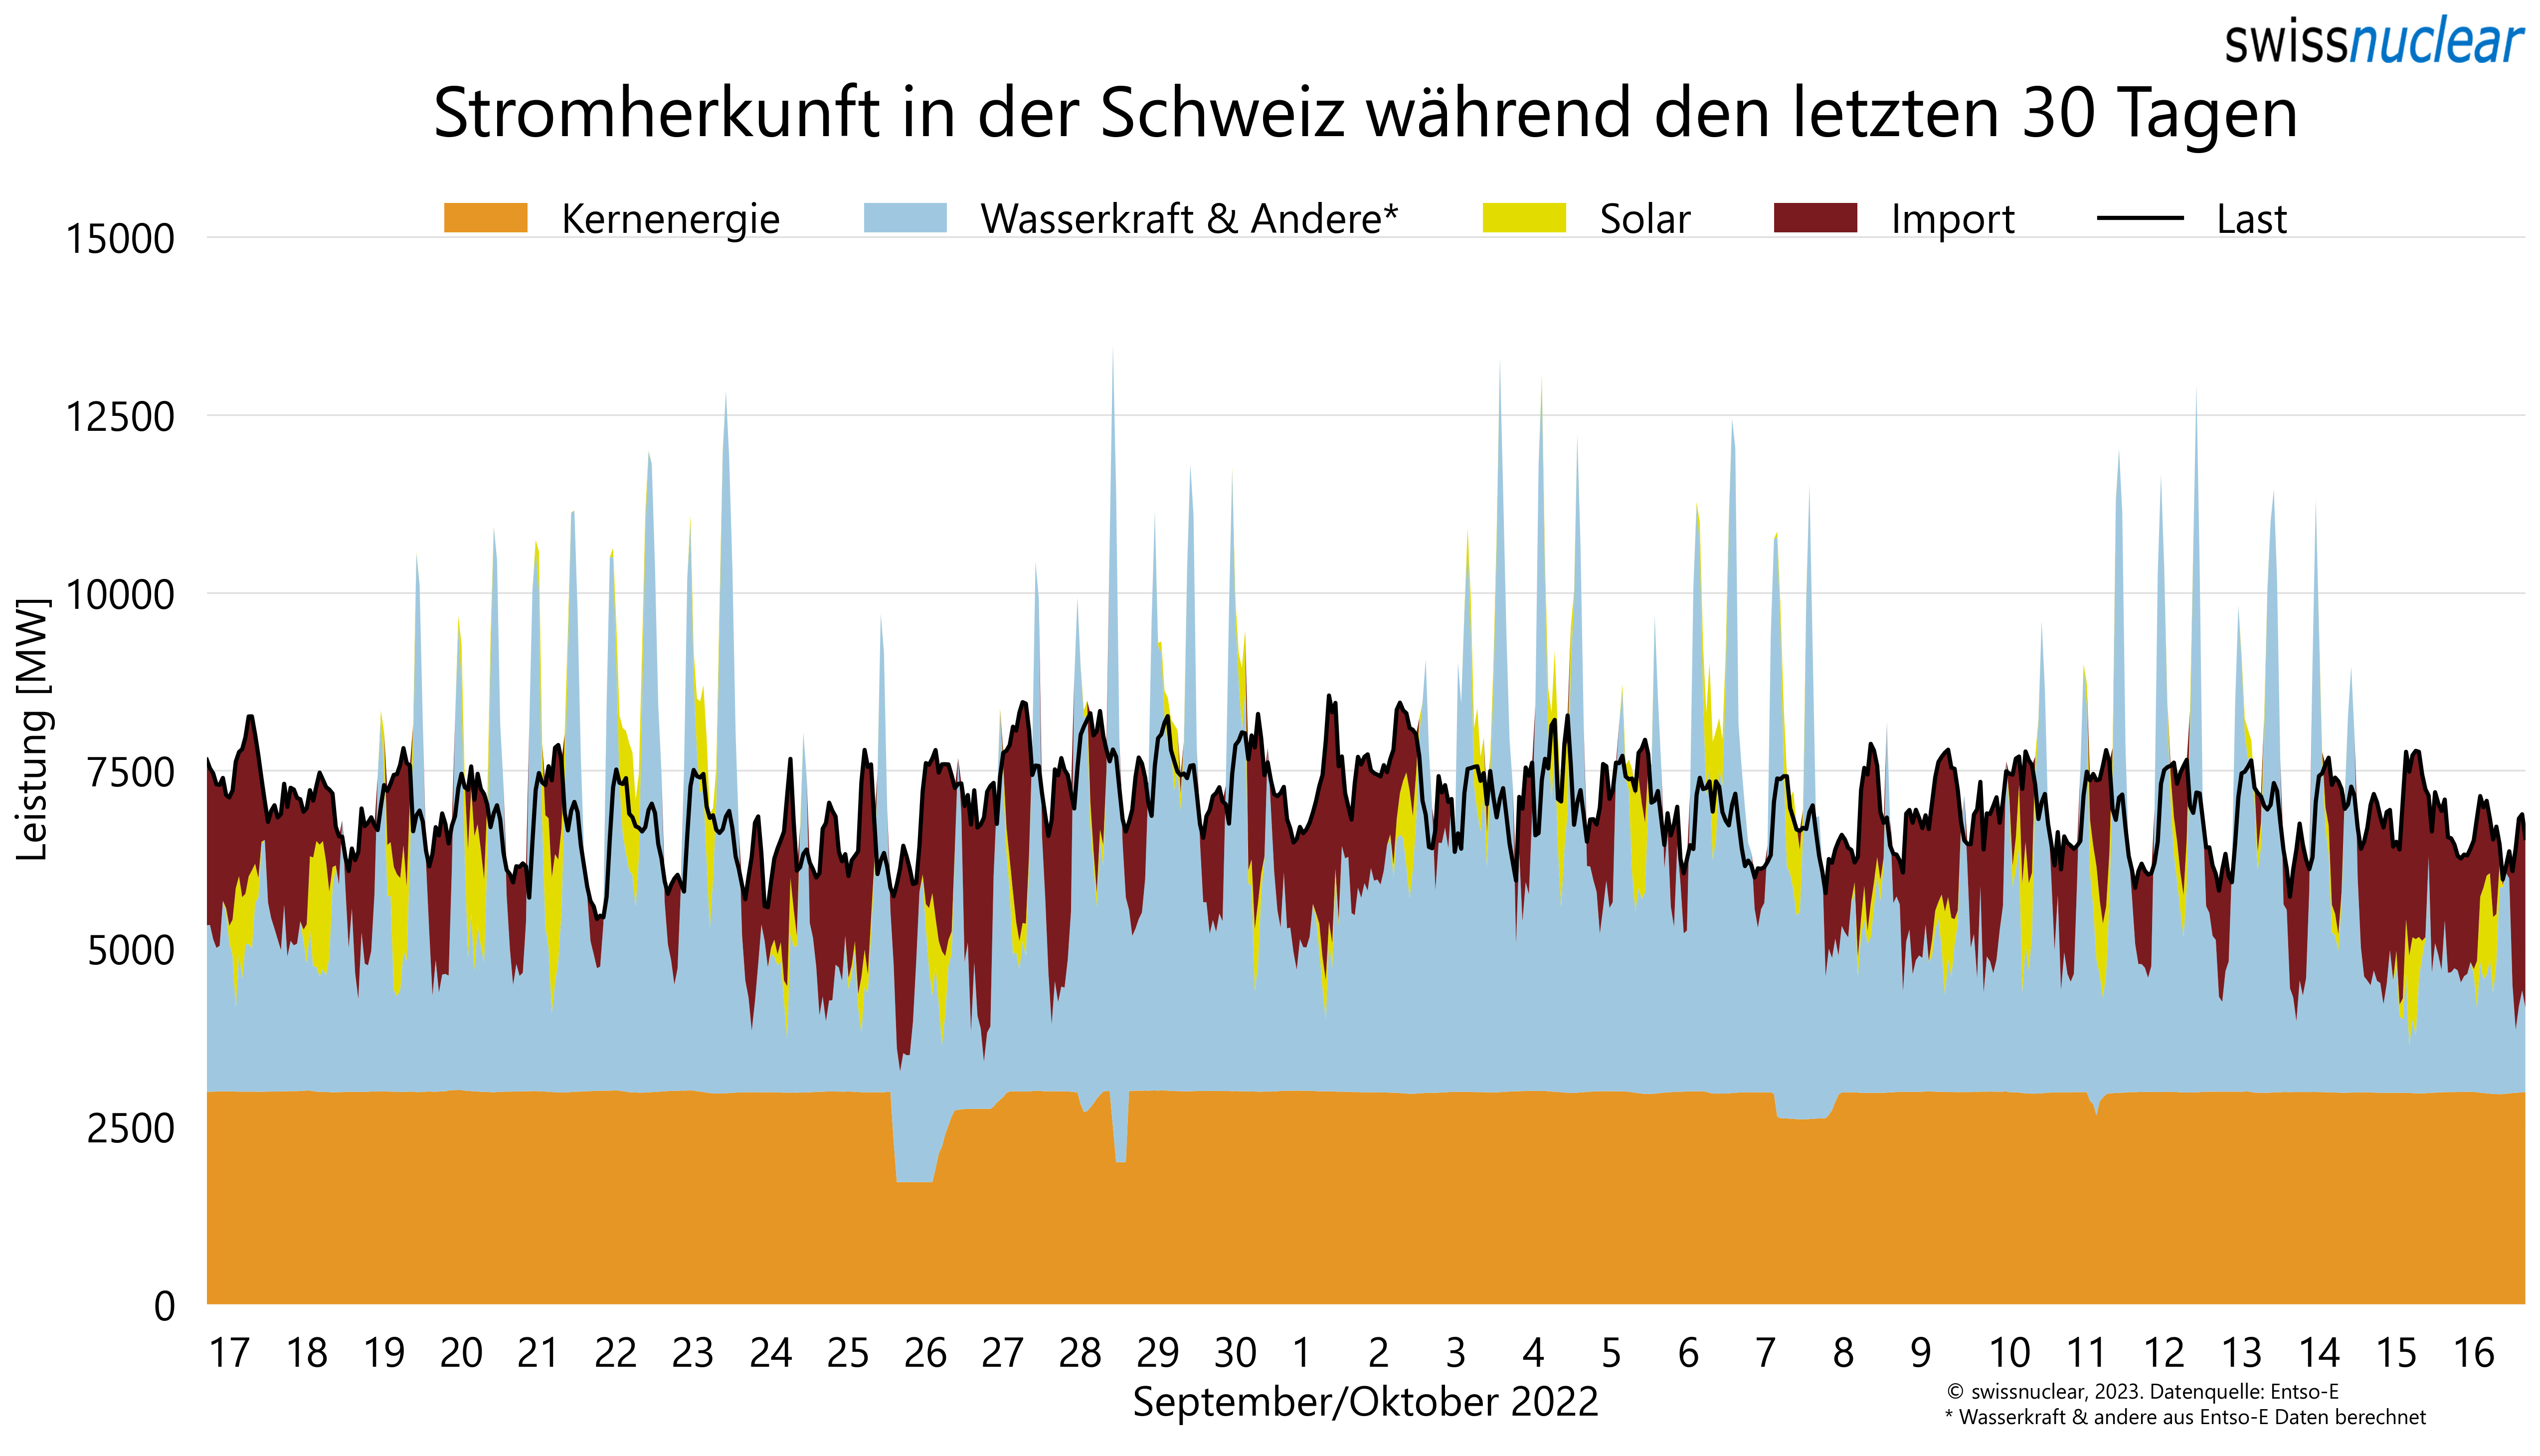 swissnuclear
Stromherkunft in der Schweiz während den letzten 30 Tagen
Kernenergie Wasserkraft & Andere* Solar Import Last
15000
12500
10000
7500
5000
2500
0
Leistung [MW]
17 18 19 20 21 22 23 24 25 26 27 28 29 30 1 2 3 4 5 6 7 8 9 10 11 12 13 14 15 16
September/Oktober 2022
© swissnuclear, 2023. Datenquelle: Entso-E
* Wasserkraft & andere aus Entso-E Daten berechnet